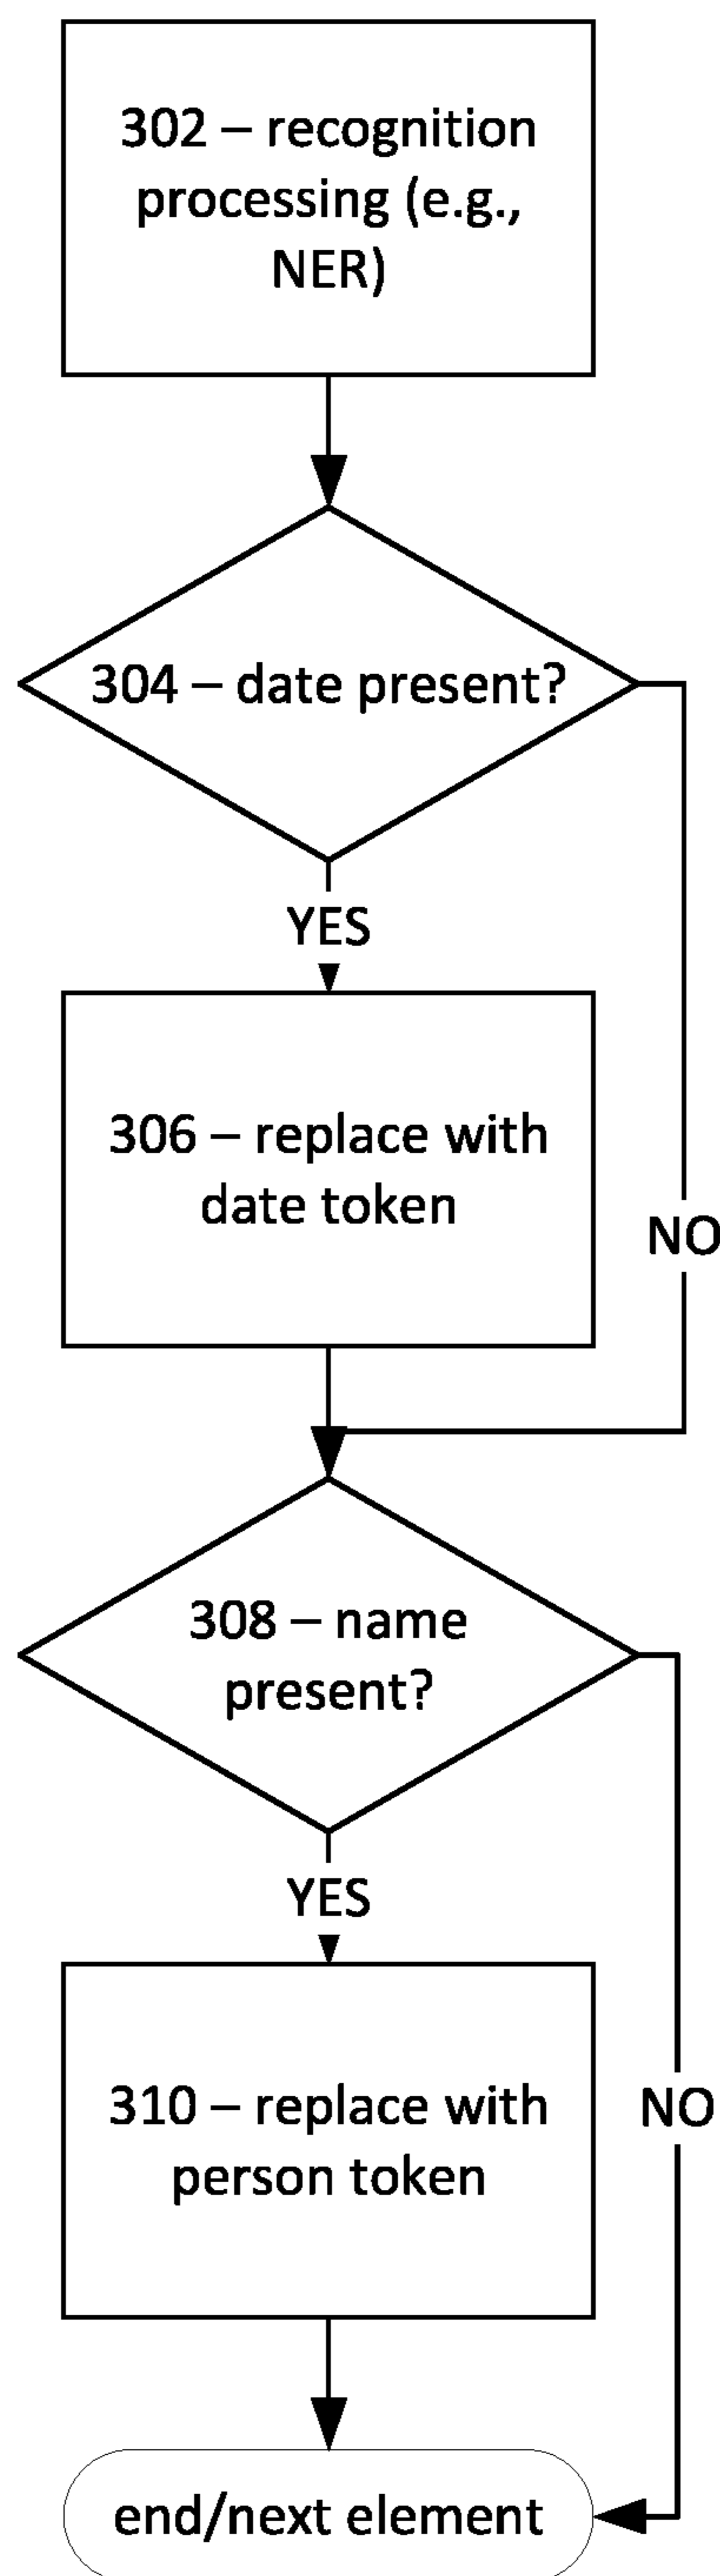 302 – recognition
processing (e.g.,
NER)
304 – date present?
YES
306 – replace with
date token
NO
308 – name
present?
YES
310 – replace with
person token
NO
end/next element